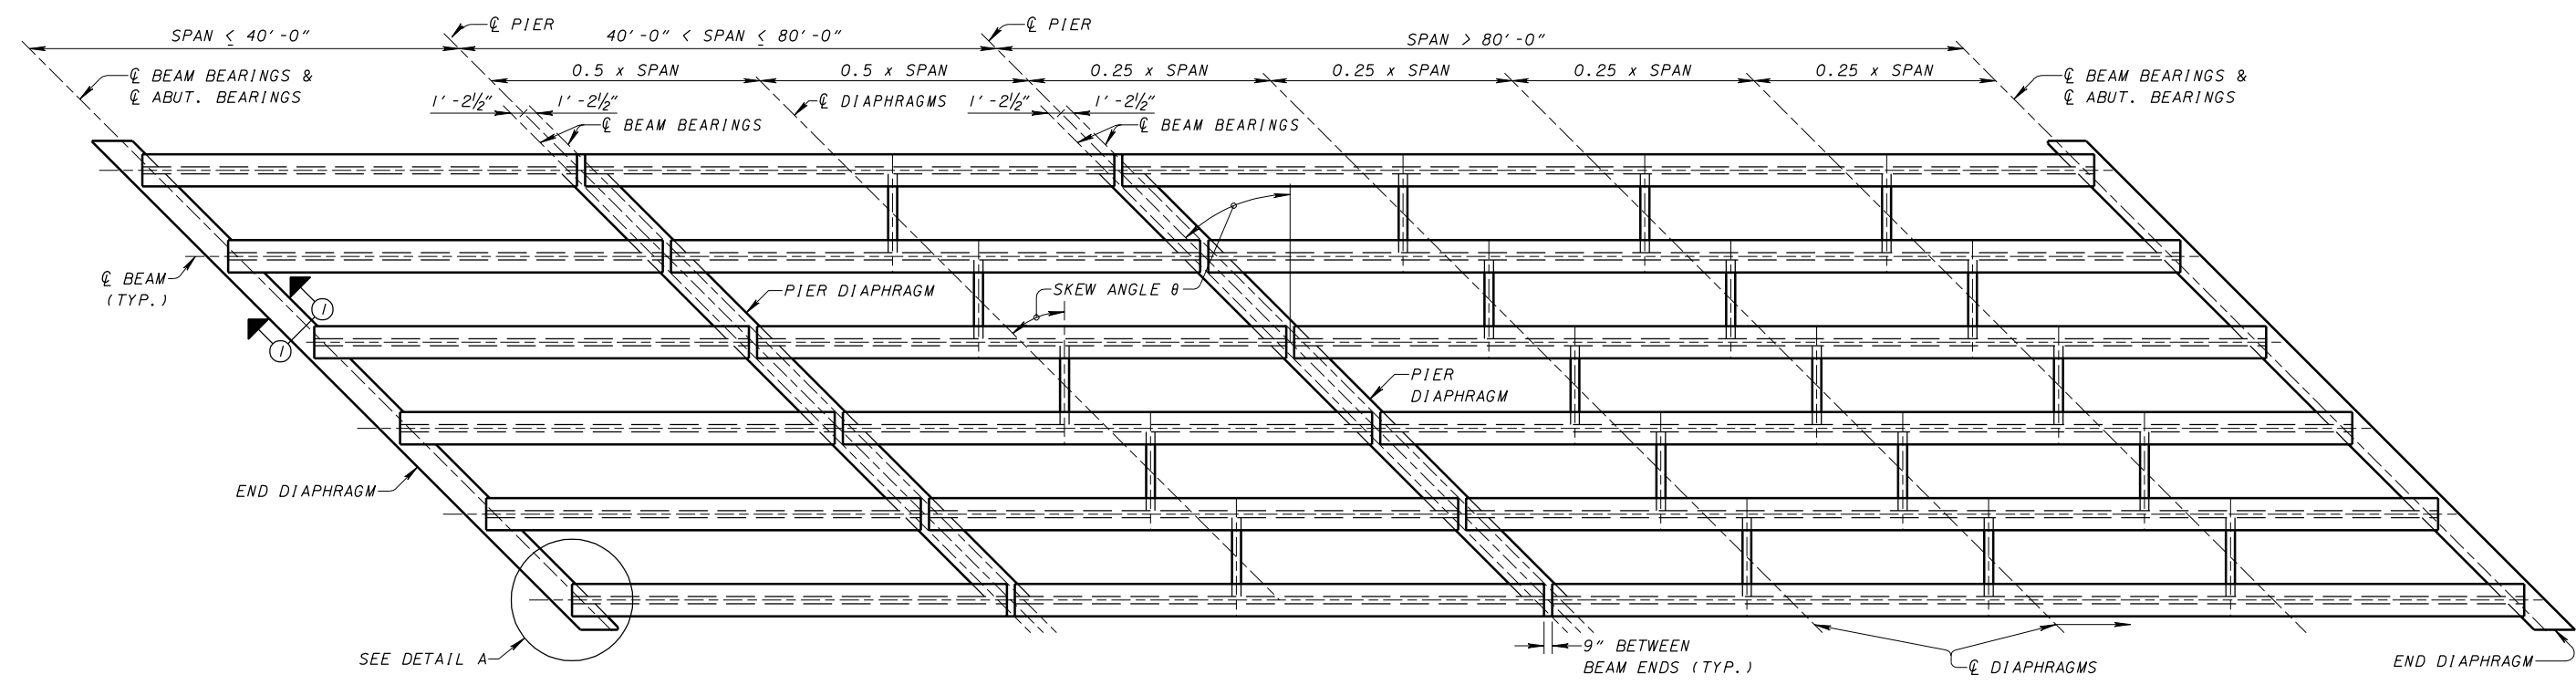 ℄ PIER
℄ PIER
SPAN ≤ 40'-0"
40'-0" < SPAN ≤ 80'-0"
SPAN > 80'-0"
℄ BEAM BEARINGS &
℄ ABUT. BEARINGS
0.5 x SPAN
0.5 x SPAN
0.25 x SPAN
0.25 x SPAN
0.25 x SPAN
0.25 x SPAN
℄ BEAM BEARINGS &
℄ ABUT. BEARINGS
1'-2½"
1'-2½"
℄ DIAPHRAGMS
1'-2½"
1'-2½"
℄ BEAM BEARINGS
℄ BEAM BEARINGS
℄ BEAM
(TYP.)
1
1
PIER DIAPHRAGM
SKEW ANGLE θ
PIER
DIAPHRAGM
END DIAPHRAGM
SEE DETAIL A
9" BETWEEN
BEAM ENDS (TYP.)
℄ DIAPHRAGMS
END DIAPHRAGM